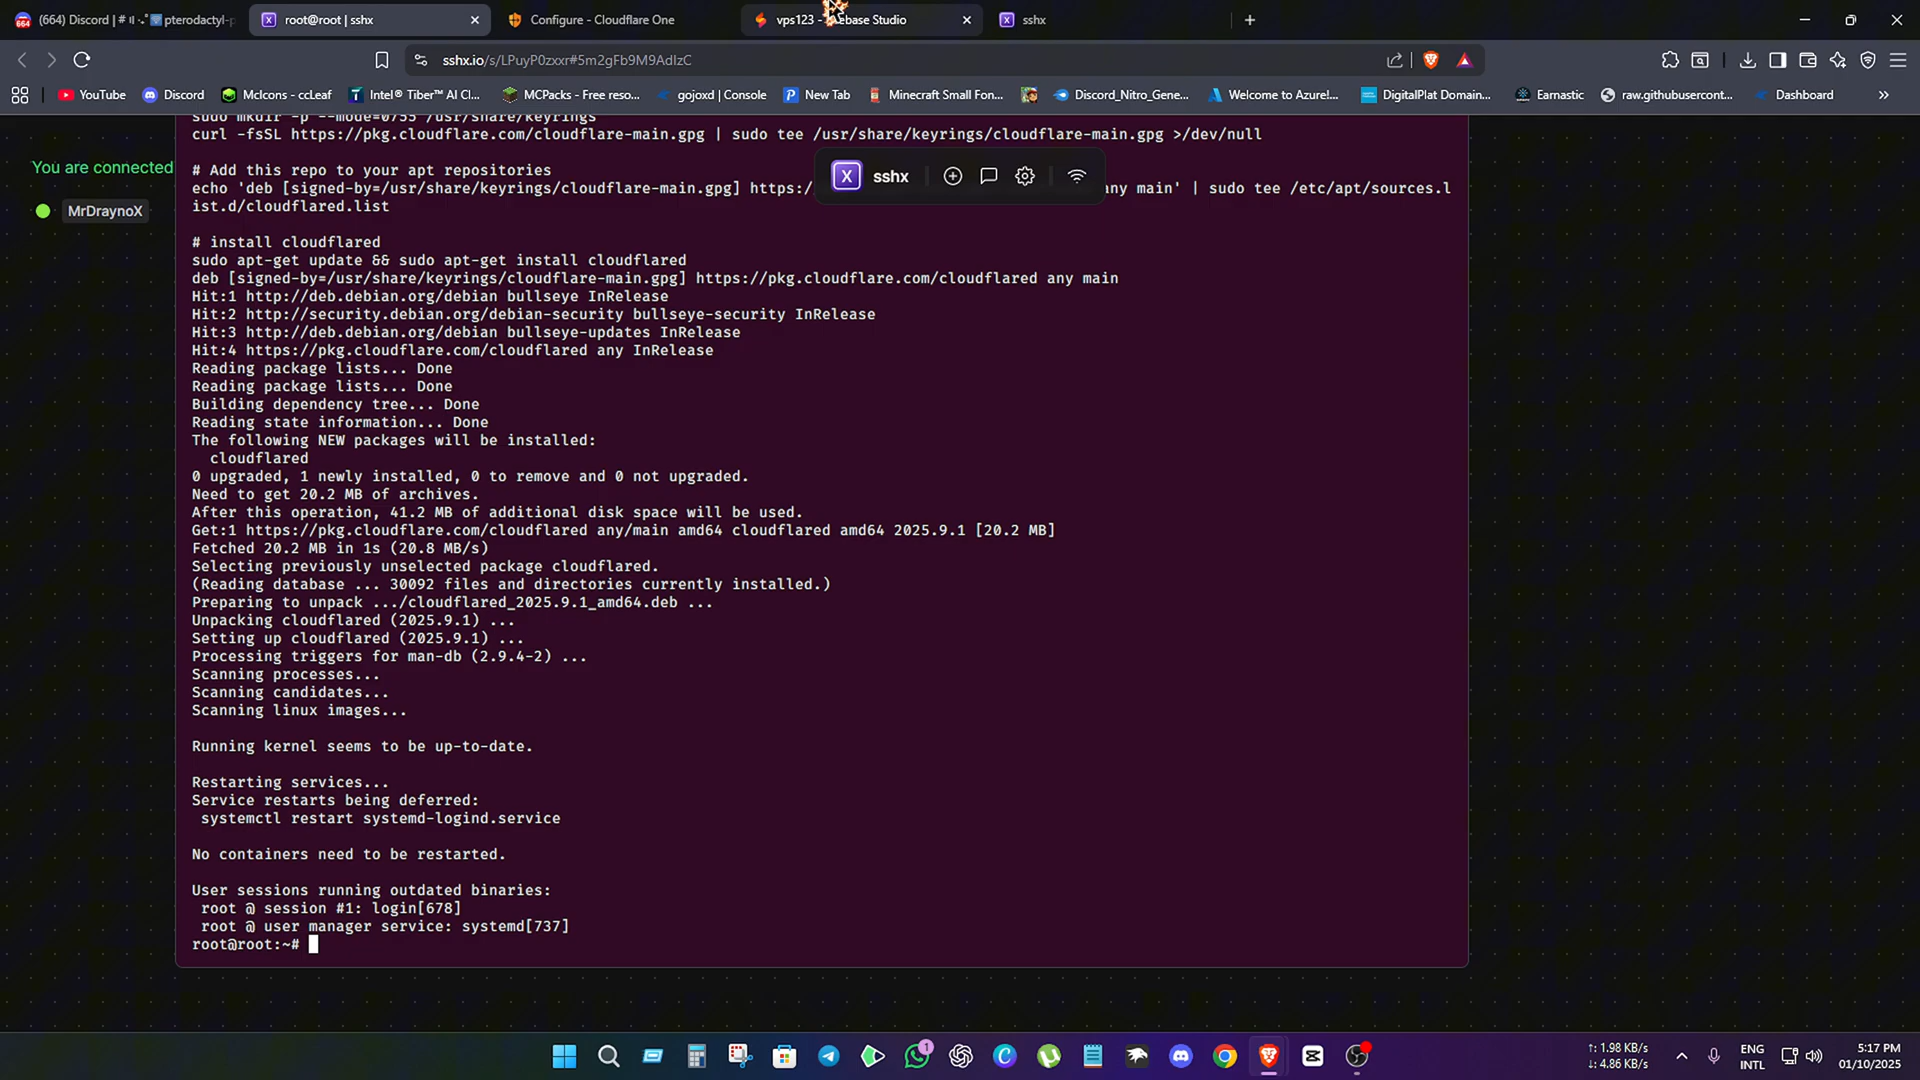 (664) Discord | #
pterodactyl-p
root@root | sshx
Configure - Cloudflare One
vps123 -
ebase Studio
sshx
sshx.io/s/LPuyP0zxxr#5m2gFb9M9AdIzC
YouTube
Discord
McIcons - ccLeaf
Intel® Tiber™ AI Cl...
MCPacks - Free reso...
gojoxd | Console
New Tab
Minecraft Small Fon...
Discord_Nitro_Gene...
Welcome to Azure!...
DigitalPlat Domain...
Earnastic
raw.githubusercont...
Dashboard
You are connected
MrDraynoX
X sshx
sudo mkdir -p --mode=0755 /usr/share/keyrings
curl -fsSL https://pkg.cloudflare.com/cloudflare-main.gpg | sudo tee /usr/share/keyrings/cloudflare-main.gpg >/dev/null
# Add this repo to your apt repositories
echo 'deb [signed-by=/usr/share/keyrings/cloudflare-main.gpg] https:/
any main' | sudo tee /etc/apt/sources.l
ist.d/cloudflared.list
# install cloudflared
sudo apt-get update && sudo apt-get install cloudflared
deb [signed-by=/usr/share/keyrings/cloudflare-main.gpg] https://pkg.cloudflare.com/cloudflared any main
Hit:1 http://deb.debian.org/debian bullseye InRelease
Hit:2 http://security.debian.org/debian-security bullseye-security InRelease
Hit:3 http://deb.debian.org/debian bullseye-updates InRelease
Hit:4 https://pkg.cloudflare.com/cloudflared any InRelease
Reading package lists... Done
Reading package lists... Done
Building dependency tree... Done
Reading state information... Done
The following NEW packages will be installed:
cloudflared
0 upgraded, 1 newly installed, 0 to remove and 0 not upgraded.
Need to get 20.2 MB of archives.
After this operation, 41.2 MB of additional disk space will be used.
Get:1 https://pkg.cloudflare.com/cloudflared any/main amd64 cloudflared amd64 2025.9.1 [20.2 MB]
Fetched 20.2 MB in 1s (20.8 MB/s)
Selecting previously unselected package cloudflared.
(Reading database ... 30092 files and directories currently installed.)
Preparing to unpack .../cloudflared_2025.9.1_amd64.deb ...
Unpacking cloudflared (2025.9.1) ...
Setting up cloudflared (2025.9.1) ...
Processing triggers for man-db (2.9.4-2) ...
Scanning processes...
Scanning candidates...
Scanning linux images...
Running kernel seems to be up-to-date.
Restarting services...
Service restarts being deferred:
systemctl restart systemd-logind.service
No containers need to be restarted.
User sessions running outdated binaries:
root @ session #1: login[678]
root @ user manager service: systemd[737]
root@root:~#
1
↑: 1.98 KB/s
↓: 4.86 KB/s
ENG
INTL
5:17 PM
01/10/2025